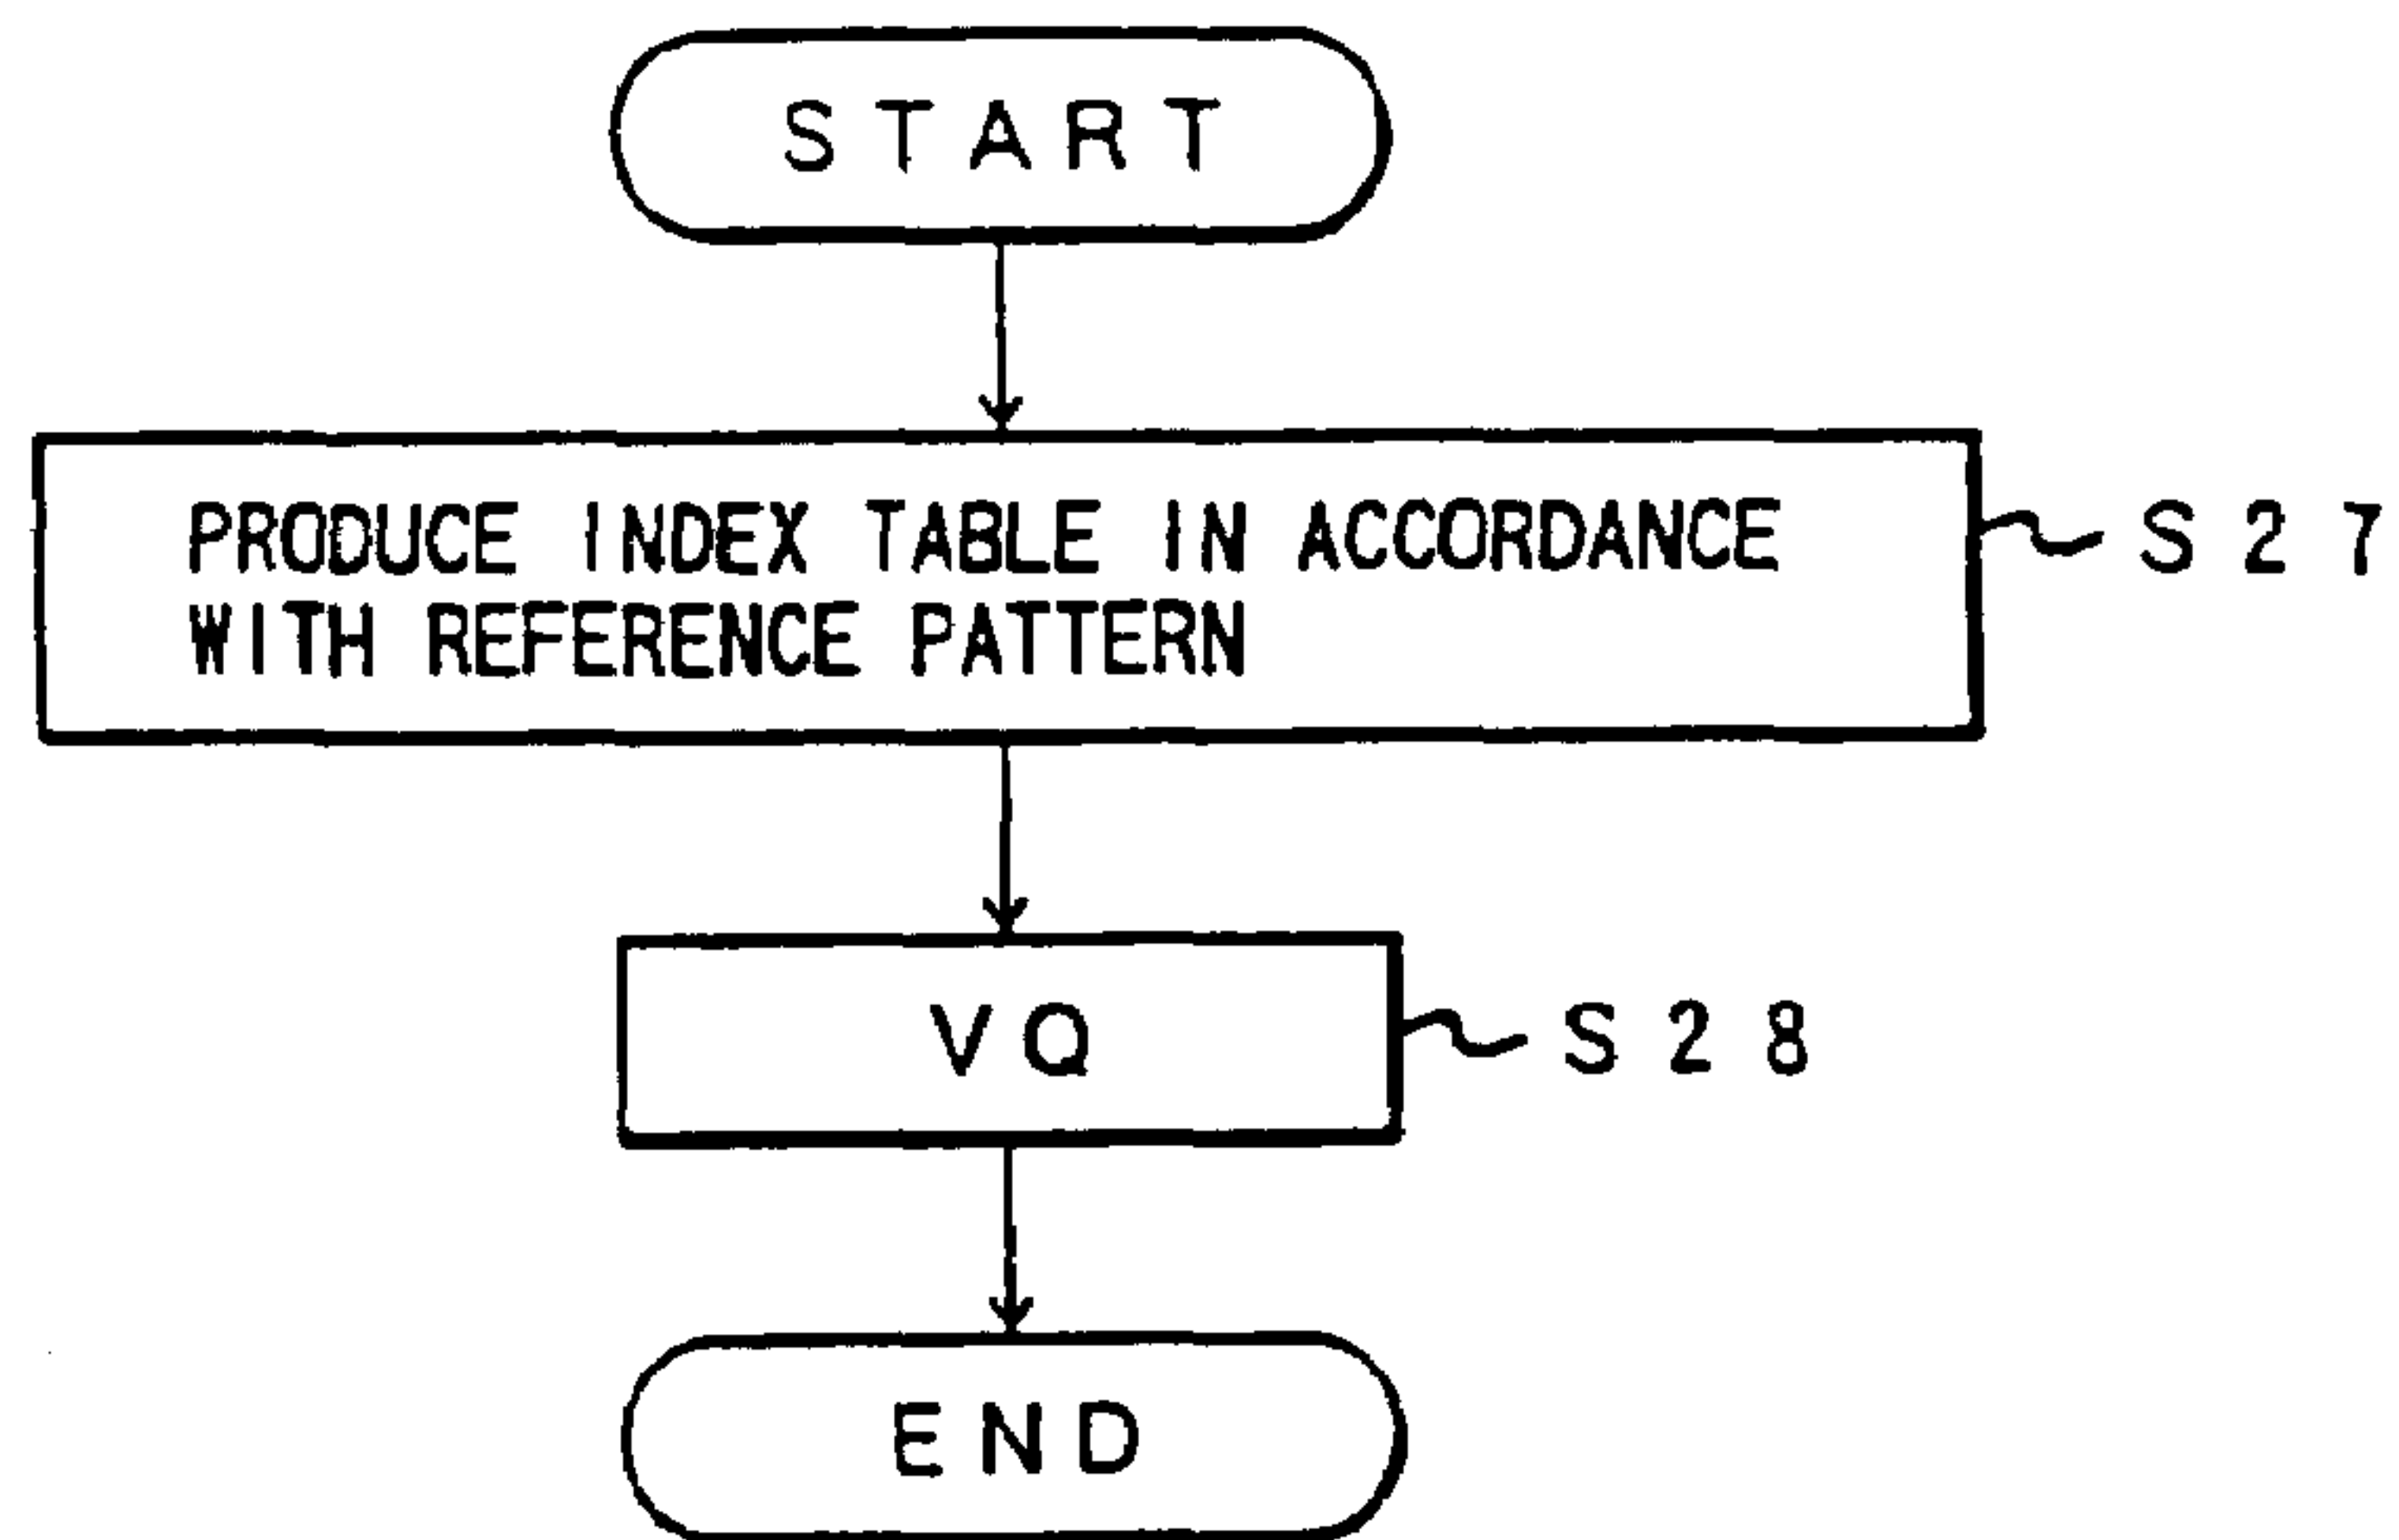 START
PRODUCE INDEX TABLE IN ACCORDANCE
WITH REFERENCE PATTERN
S27
VQ
S28
END